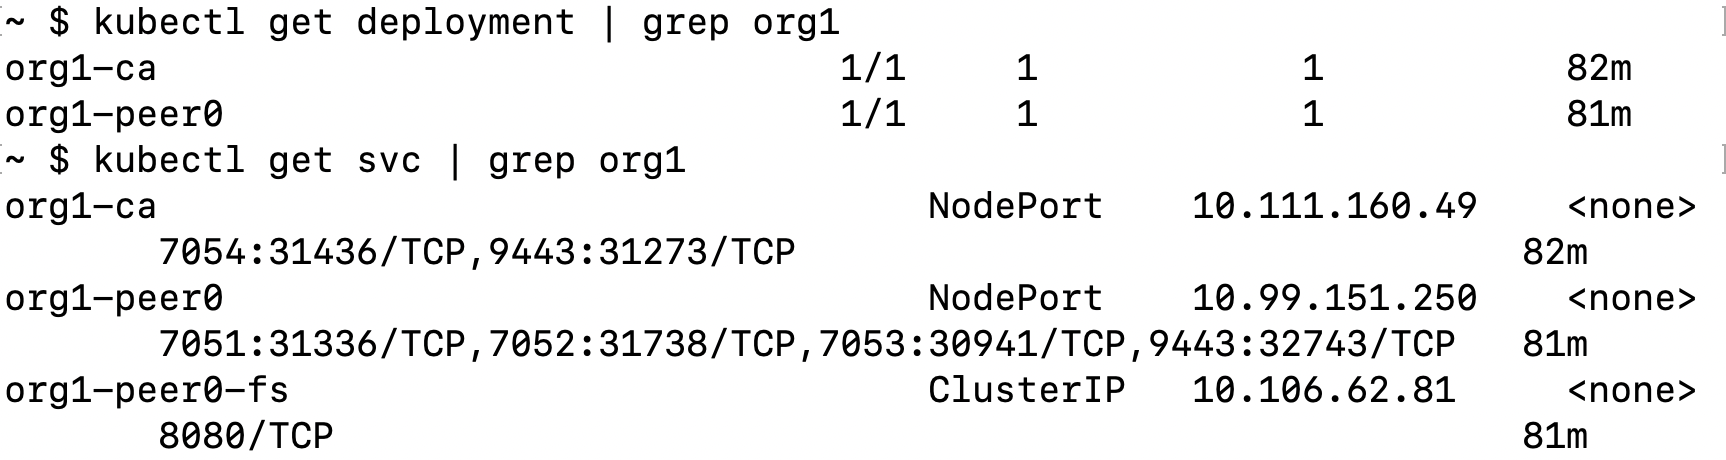 ~ $ kubectl get deployment | grep org1
org1-ca 1/1 1 1 82m
org1-peer0 1/1 1 1 81m
~ $ kubectl get svc | grep org1
org1-ca NodePort 10.111.160.49 <none>
7054:31436/TCP,9443:31273/TCP 82m
org1-peer0 NodePort 10.99.151.250 <none>
7051:31336/TCP,7052:31738/TCP,7053:30941/TCP,9443:32743/TCP 81m
org1-peer0-fs ClusterIP 10.106.62.81 <none>
8080/TCP 81m